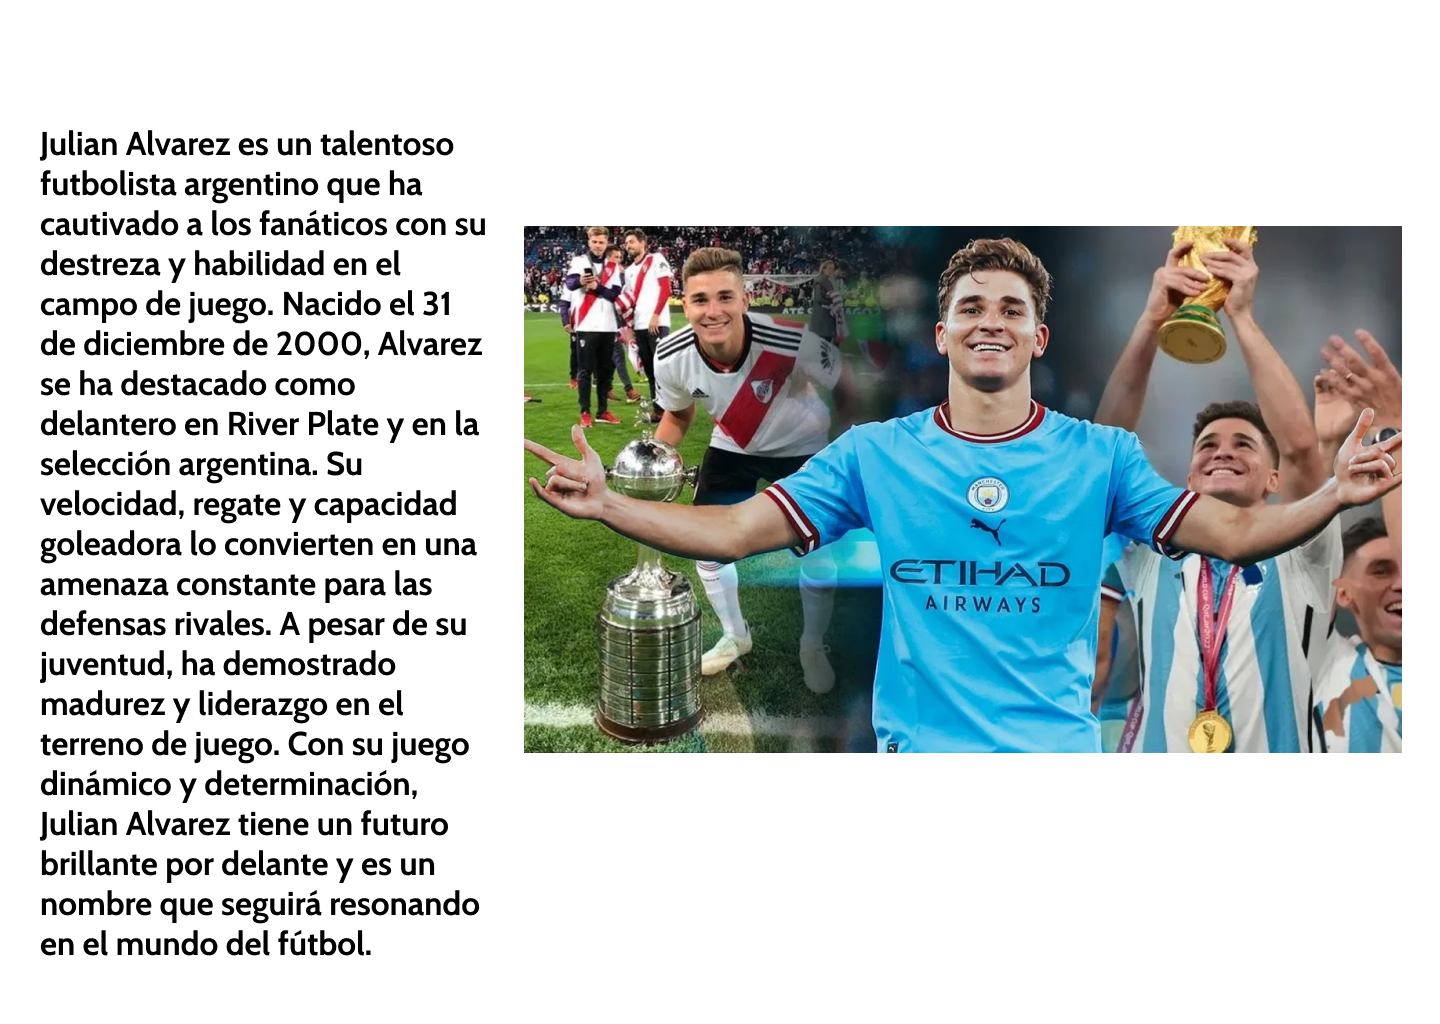 Julian Alvarez es un talentoso
futbolista argentino que ha
cautivado a los fanáticos con su
destreza y habilidad en el
campo de juego. Nacido el 31
de diciembre de 2000, Alvarez
se ha destacado como
delantero en River Plate y en la
selección argentina. Su
velocidad, regate y capacidad
goleadora lo convierten en una
amenaza constante para las
defensas rivales. A pesar de su
juventud, ha demostrado
madurez y liderazgo en el
terreno de juego. Con su juego
dinámico y determinación,
Julian Alvarez tiene un futuro
brillante por delante y es un
nombre que seguirá resonando
en el mundo del fútbol.
MANCHESTER
CITY
ETIHAD
AIRWAYS